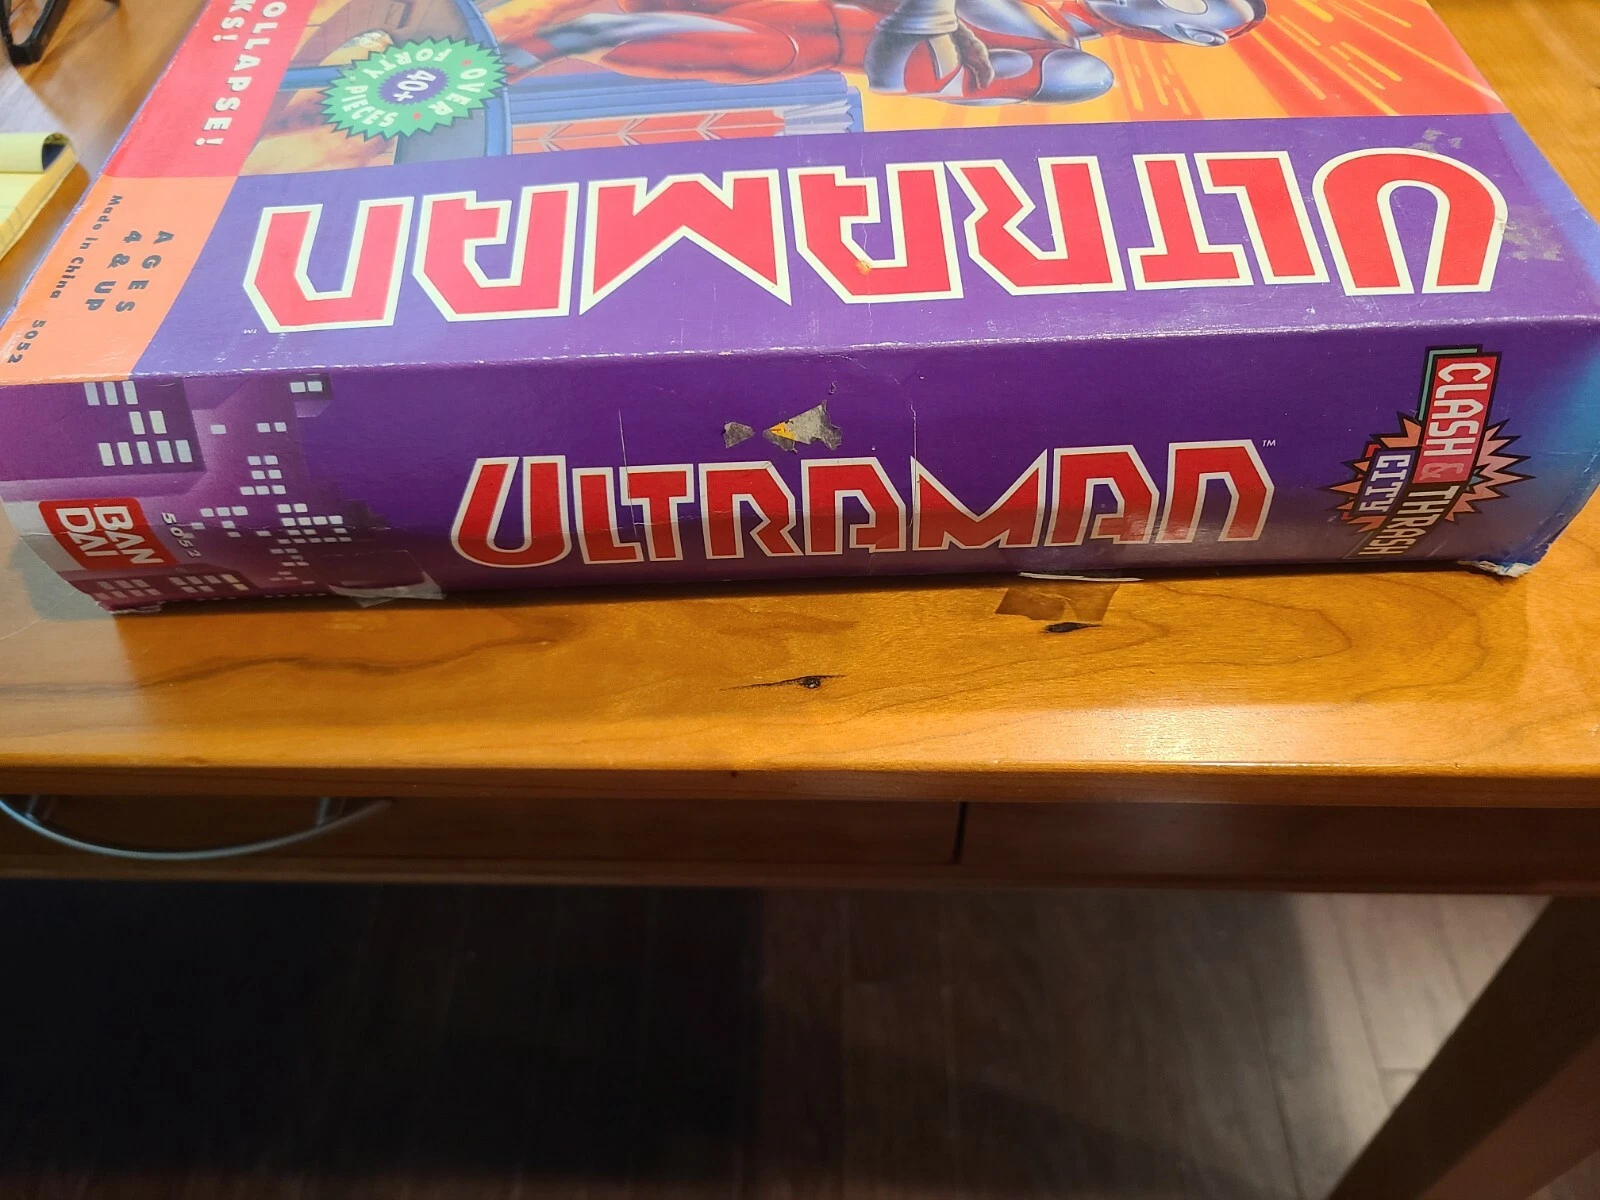 OLLAPSE!
KS!
OVER
40+
FORTY PIECES
ULTRAMAN
™
AGES
4 & UP
Made in China 5052
BAN
DAI
5052
ULTRAMAN™
CLASH & THRASH
CITY